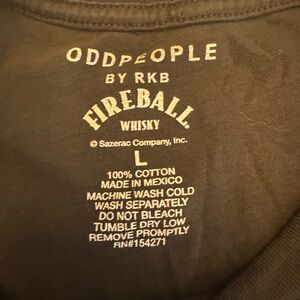 ODDPEOPLE
BY RKB
FIREBALL
WHISKY
© Sazerac Company, Inc.
L
100% COTTON
MADE IN MEXICO
MACHINE WASH COLD
WASH SEPARATELY
DO NOT BLEACH
TUMBLE DRY LOW
REMOVE PROMPTLY
RN#154271